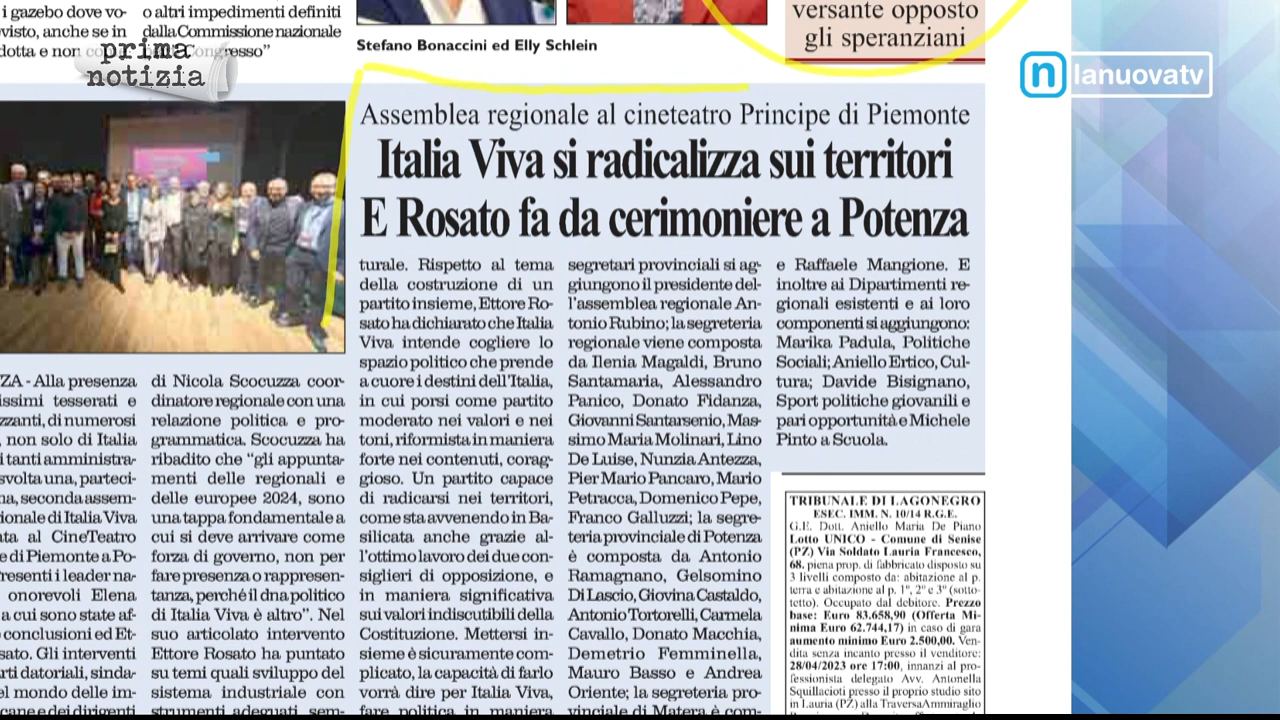 i gazebo dove vo-
visto, anche se in
dotta e non
o altri impedimenti definiti
dalla Commissione nazionale
Congresso”
prima
notizia
Stefano Bonaccini ed Elly Schlein
versante opposto
gli speranziani
n lanuovatv
Assemblea regionale al cineteatro Principe di Piemonte
Italia Viva si radicalizza sui territori
E Rosato fa da cerimoniere a Potenza
ZA - Alla presenza
issimi tesserati e
zzanti, di numerosi
, non solo di Italia
i tanti amministra-
svolta una, parteci-
na, seconda assem-
ionale di Italia Viva
ata al CineTeatro
e di Piemonte a Po-
resenti i leader na-
onorevoli Elena
a cui sono state af-
conclusioni ed Et-
sato. Gli interventi
rti datoriali, sinda-
el mondo delle im-
cane e dei dirigenti
di Nicola Scocuzza coor-
dinatore regionale con una
relazione politica e pro-
grammatica. Scocuzza ha
ribadito che “gli appunta-
menti delle regionali e
delle europee 2024, sono
una tappa fondamentale a
cui si deve arrivare come
forza di governo, non per
fare presenza o rappresen-
tanza, perché il dna politico
di Italia Viva è altro”. Nel
suo articolato intervento
Ettore Rosato ha puntato
su temi quali sviluppo del
sistema industriale con
strumenti adeguati, sem-
turale. Rispetto al tema
della costruzione di un
partito insieme, Ettore Ro-
sato ha dichiarato che Italia
Viva intende cogliere lo
spazio politico che prende
a cuore i destini dell’Italia,
in cui porsi come partito
moderato nei valori e nei
toni, riformista in maniera
forte nei contenuti, corag-
gioso. Un partito capace
di radicarsi nei territori,
come sta avvenendo in Ba-
silicata anche grazie al-
l’ottimo lavoro dei due con-
siglieri di opposizione, e
in maniera significativa
sui valori indiscutibili della
Costituzione. Mettersi in-
sieme è sicuramente com-
plicato, la capacità di farlo
vorrà dire per Italia Viva,
fare politica in maniera
segretari provinciali si ag-
giungono il presidente del-
l’assemblea regionale An-
tonio Rubino; la segreteria
regionale viene composta
da Ilenia Magaldi, Bruno
Santamaria, Alessandro
Panico, Donato Fidanza,
Giovanni Santarsenio, Mas-
simo Maria Molinari, Lino
De Luise, Nunzia Antezza,
Pier Mario Pancaro, Mario
Petracca, Domenico Pepe,
Franco Galluzzi; la segre-
teria provinciale di Potenza
è composta da Antonio
Ramagnano, Gelsomino
Di Lascio, Giovina Castaldo,
Antonio Tortorelli, Carmela
Cavallo, Donato Macchia,
Demetrio Femminella,
Mauro Basso e Andrea
Oriente; la segreteria pro-
vinciale di Matera è com-
e Raffaele Mangione. E
inoltre ai Dipartimenti re-
gionali esistenti e ai loro
componenti si aggiungono:
Marika Padula, Politiche
Sociali; Aniello Ertico, Cul-
tura; Davide Bisignano,
Sport politiche giovanili e
pari opportunità e Michele
Pinto a Scuola.
TRIBUNALE DI LAGONEGRO
ESEC. IMM. N. 10/14 R.G.E.
G.E. Dott. Aniello Maria De Piano
Lotto UNICO - Comune di Senise
(PZ) Via Soldato Lauria Francesco,
68. piena prop. di fabbricato disposto su
3 livelli composto da: abitazione al p.
terra e abitazione al p. 1°, 2° e 3° (sotto-
tetto). Occupato dal debitore. Prezzo
base: Euro 83.658,90 (Offerta Mi-
nima Euro 62.744,17) in caso di gara
aumento minimo Euro 2.500,00. Ven-
dita senza incanto presso il venditore:
28/04/2023 ore 17:00, innanzi al pro-
fessionista delegato Avv. Antonella
Squillacioti presso il proprio studio sito
in Lauria (PZ) alla Traversa Ammiraglio